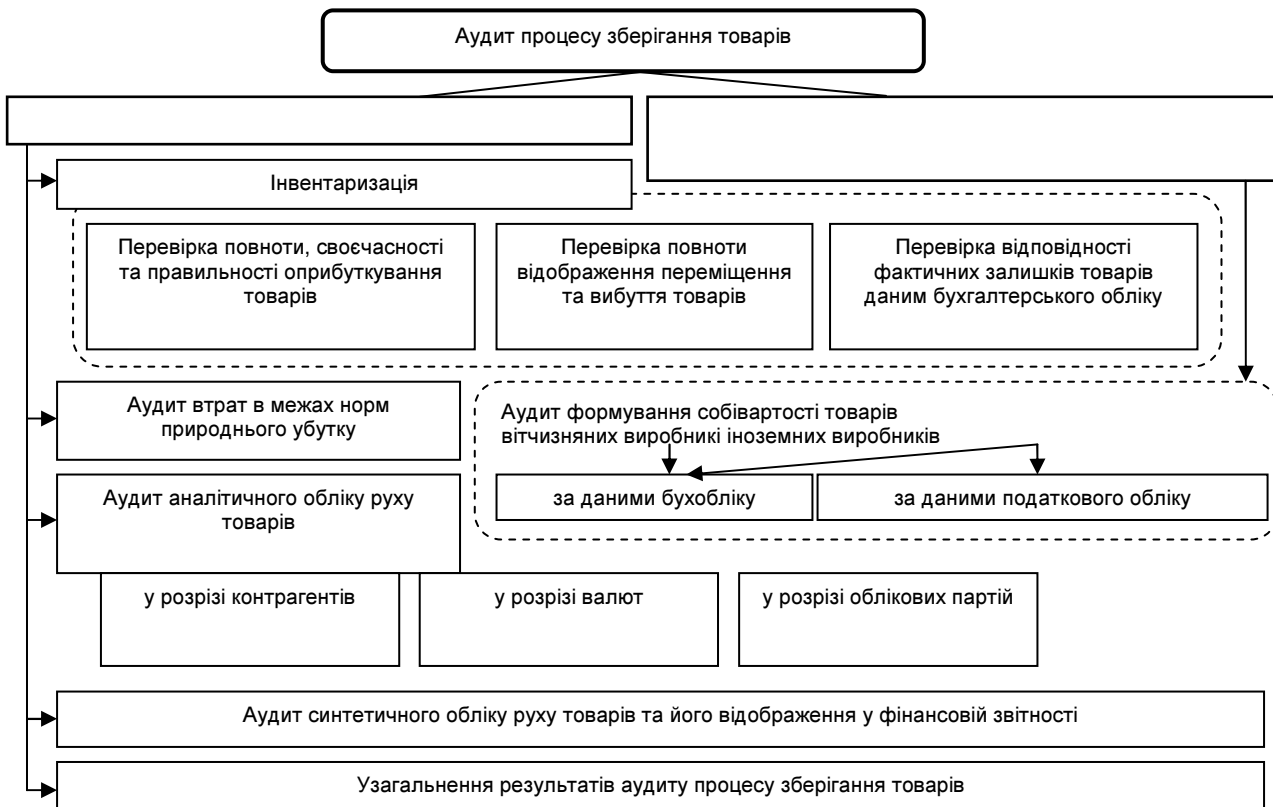 Аудит процесу зберігання товарів
Інвентаризація
Перевірка повноти, своєчасності
та правильності оприбуткування
товарів
Перевірка повноти
відображення переміщення
та вибуття товарів
Перевірка відповідності
фактичних залишків товарів
даним бухгалтерського обліку
Аудит втрат в межах норм
природнього убутку
Аудит формування собівартості товарів
вітчизняних виробникі іноземних виробників
Аудит аналітичного обліку руху
товарів
за даними бухобліку
за даними податкового обліку
у розрізі контрагентів
у розрізі валют
у розрізі облікових партій
Аудит синтетичного обліку руху товарів та його відображення у фінансовій звітності
Узагальнення результатів аудиту процесу зберігання товарів